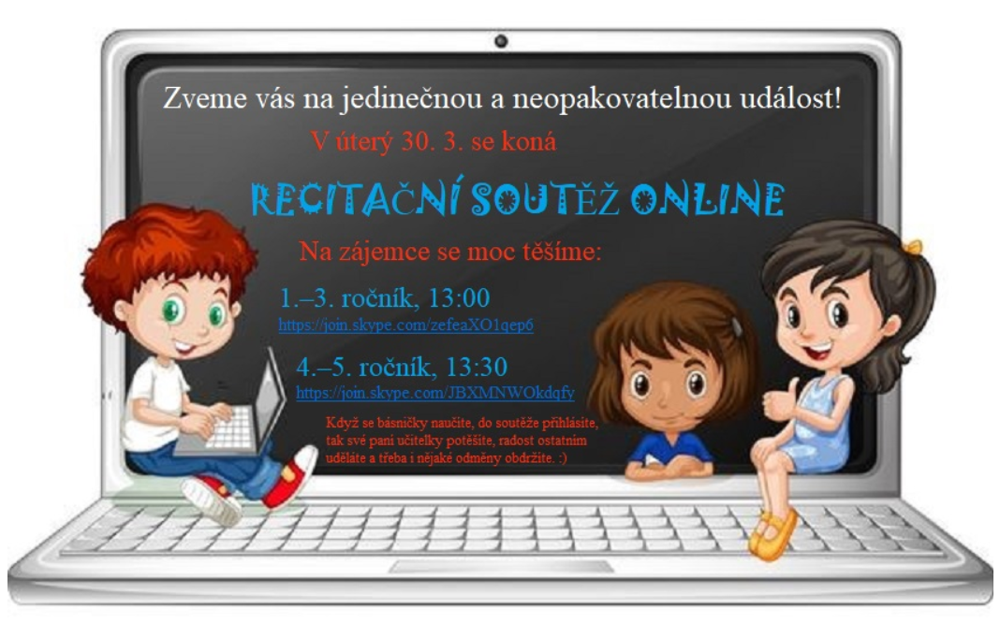 Zveme vás na jedinečnou a neopakovatelnou událost!
V úterý 30. 3. se koná
RECITAČNÍ SOUTĚŽ ONLINE
Na zájemce se moc těšíme:
1.–3. ročník, 13:00
https://join.skype.com/zefeaXO1qep6
4.–5. ročník, 13:30
https://join.skype.com/JBXMNWOkdqfy
Když se básničky naučíte, do soutěže přihlásíte,
tak své pani učitelky potěšíte, radost ostatním
uděláte a třeba i nějaké odměny obdržíte. :)